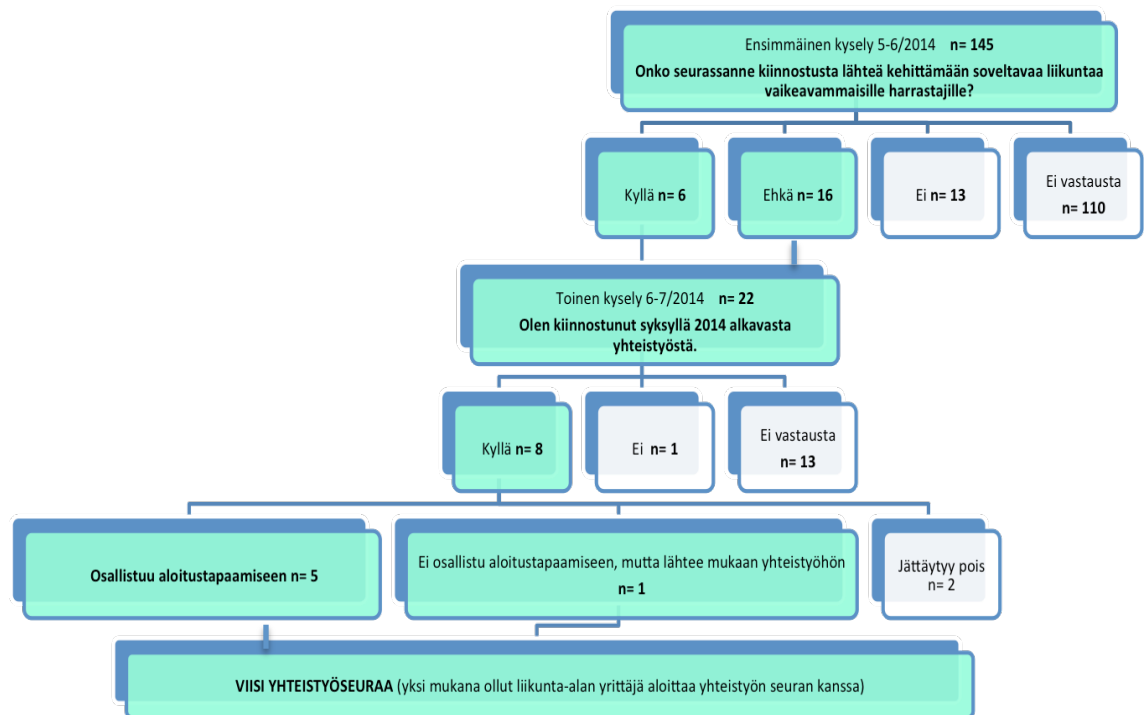 Ensimmäinen kysely 5-6/2014 n= 145
Onko seurassanne kiinnostusta lähteä kehittämään soveltavaa liikuntaa
vaikeavammaisille harrastajille?
Kyllä n= 6
Ehkä n= 16
Ei n= 13
Ei vastausta
n= 110
Toinen kysely 6-7/2014 n= 22
Olen kiinnostunut syksyllä 2014 alkavasta
yhteistyöstä.
Kyllä n= 8
Ei n= 1
Ei vastausta
n= 13
Osallistuu aloitustapaamiseen n= 5
Ei osallistu aloitustapaamiseen, mutta lähtee mukaan yhteistyöhön
n= 1
Jättäytyy pois
n= 2
VIISI YHTEISTYÖSEURAA (yksi mukana ollut liikunta-alan yrittäjä aloittaa yhteistyön seuran kanssa)